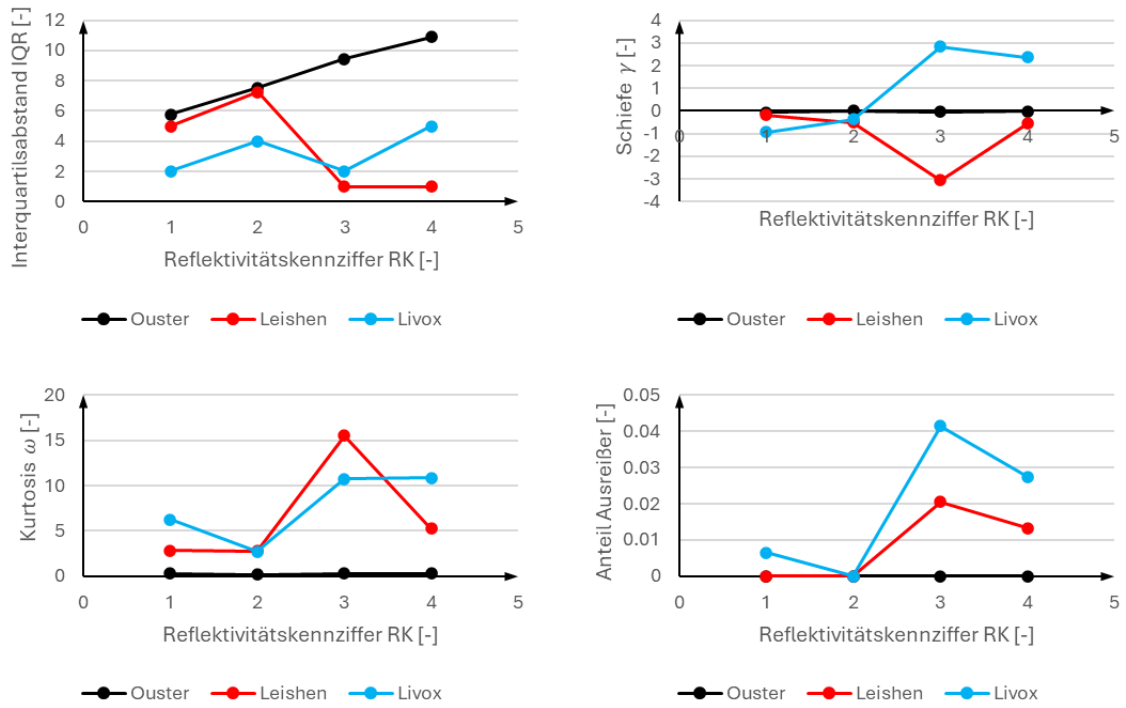 Interquartilsabstand IQR [-]
12
10
8
6
4
2
0
0 1 2 3 4 5
Reflektivitätskennziffer RK [-]
Ouster Leishen Livox
Schiefe γ [-]
4
3
2
1
0
-1
-2
-3
-4
0 1 2 3 4 5
Reflektivitätskennziffer RK [-]
Ouster Leishen Livox
Kurtosis ω [-]
20
15
10
5
0
0 1 2 3 4 5
Reflektivitätskennziffer RK [-]
Ouster Leishen Livox
Anteil Ausreißer [-]
0.05
0.04
0.03
0.02
0.01
0
0 1 2 3 4 5
Reflektivitätskennziffer RK [-]
Ouster Leishen Livox